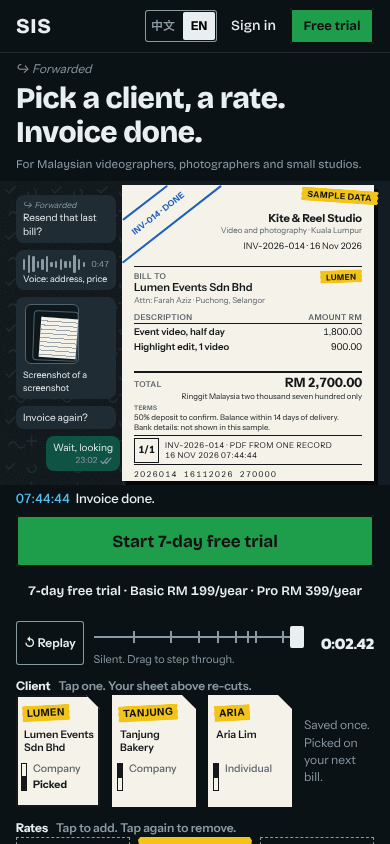 SIS
中文 EN Sign in Free trial
↪ Forwarded
Pick a client, a rate.
Invoice done.
For Malaysian videographers, photographers and small studios.
↪ Forwarded
Resend that last
bill?
0:47
Voice: address, price
Screenshot of a
screenshot
Invoice again?
Wait, looking
23:02
INV-014 · DONE
SAMPLE DATA
Kite & Reel Studio
Video and photography · Kuala Lumpur
INV-2026-014 · 16 Nov 2026
BILL TO
LUMEN
Lumen Events Sdn Bhd
Attn: Farah Aziz · Puchong, Selangor
DESCRIPTION AMOUNT RM
Event video, half day 1,800.00
Highlight edit, 1 video 900.00
TOTAL RM 2,700.00
Ringgit Malaysia two thousand seven hundred only
TERMS
50% deposit to confirm. Balance within 14 days of delivery.
Bank details: not recorded.
1/1
INV-2026-014 · PDF FROM ONE RECORD
16 NOV 2026 07:44:44
2026014 16112026 270000
07:44:44 Invoice done.
Start 7-day free trial
7-day free trial · Basic RM 199/year · Pro RM 399/year
↺ Replay
0:02.42
Silent. Drag to step through.
Client Tap one. Your sheet above re-cuts.
LUMEN
Lumen Events
Sdn Bhd
Company
Picked
TANJUNG
Tanjung
Bakery
Company
ARIA
Aria Lim
Individual
Saved once.
Picked on
your next
bill.
Rates Tap to add. Tap again to remove.